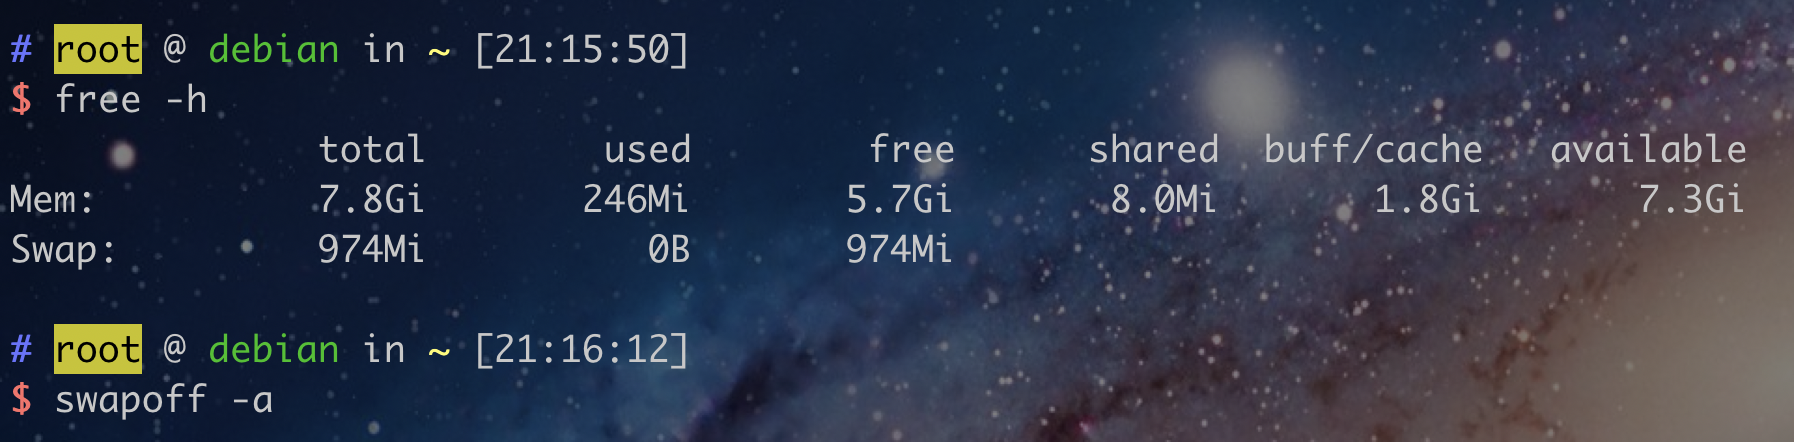 # root @ debian in ~ [21:15:50]
$ free -h
total used free shared buff/cache available
Mem: 7.8Gi 246Mi 5.7Gi 8.0Mi 1.8Gi 7.3Gi
Swap: 974Mi 0B 974Mi
# root @ debian in ~ [21:16:12]
$ swapoff -a